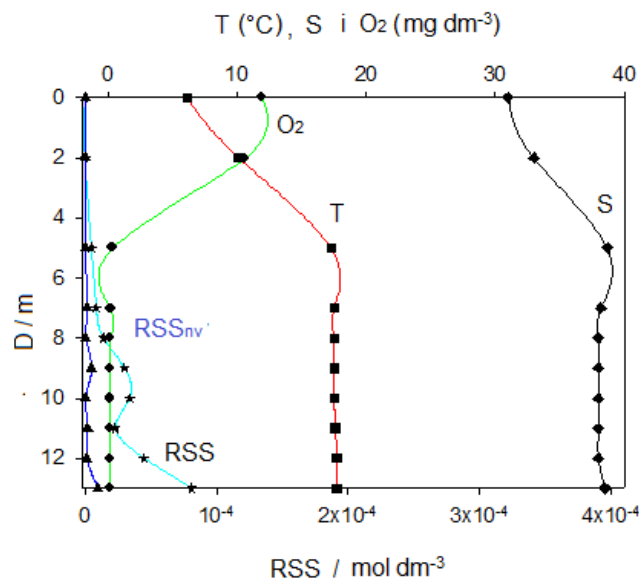 T (°C), S i O₂ (mg dm⁻³)
0 10 20 30 40
0
O₂
2
4
T
S
6
D / m
8
RSSnv
10
RSS
12
0 10⁻⁴ 2x10⁻⁴ 3x10⁻⁴ 4x10⁻⁴
RSS / mol dm⁻³